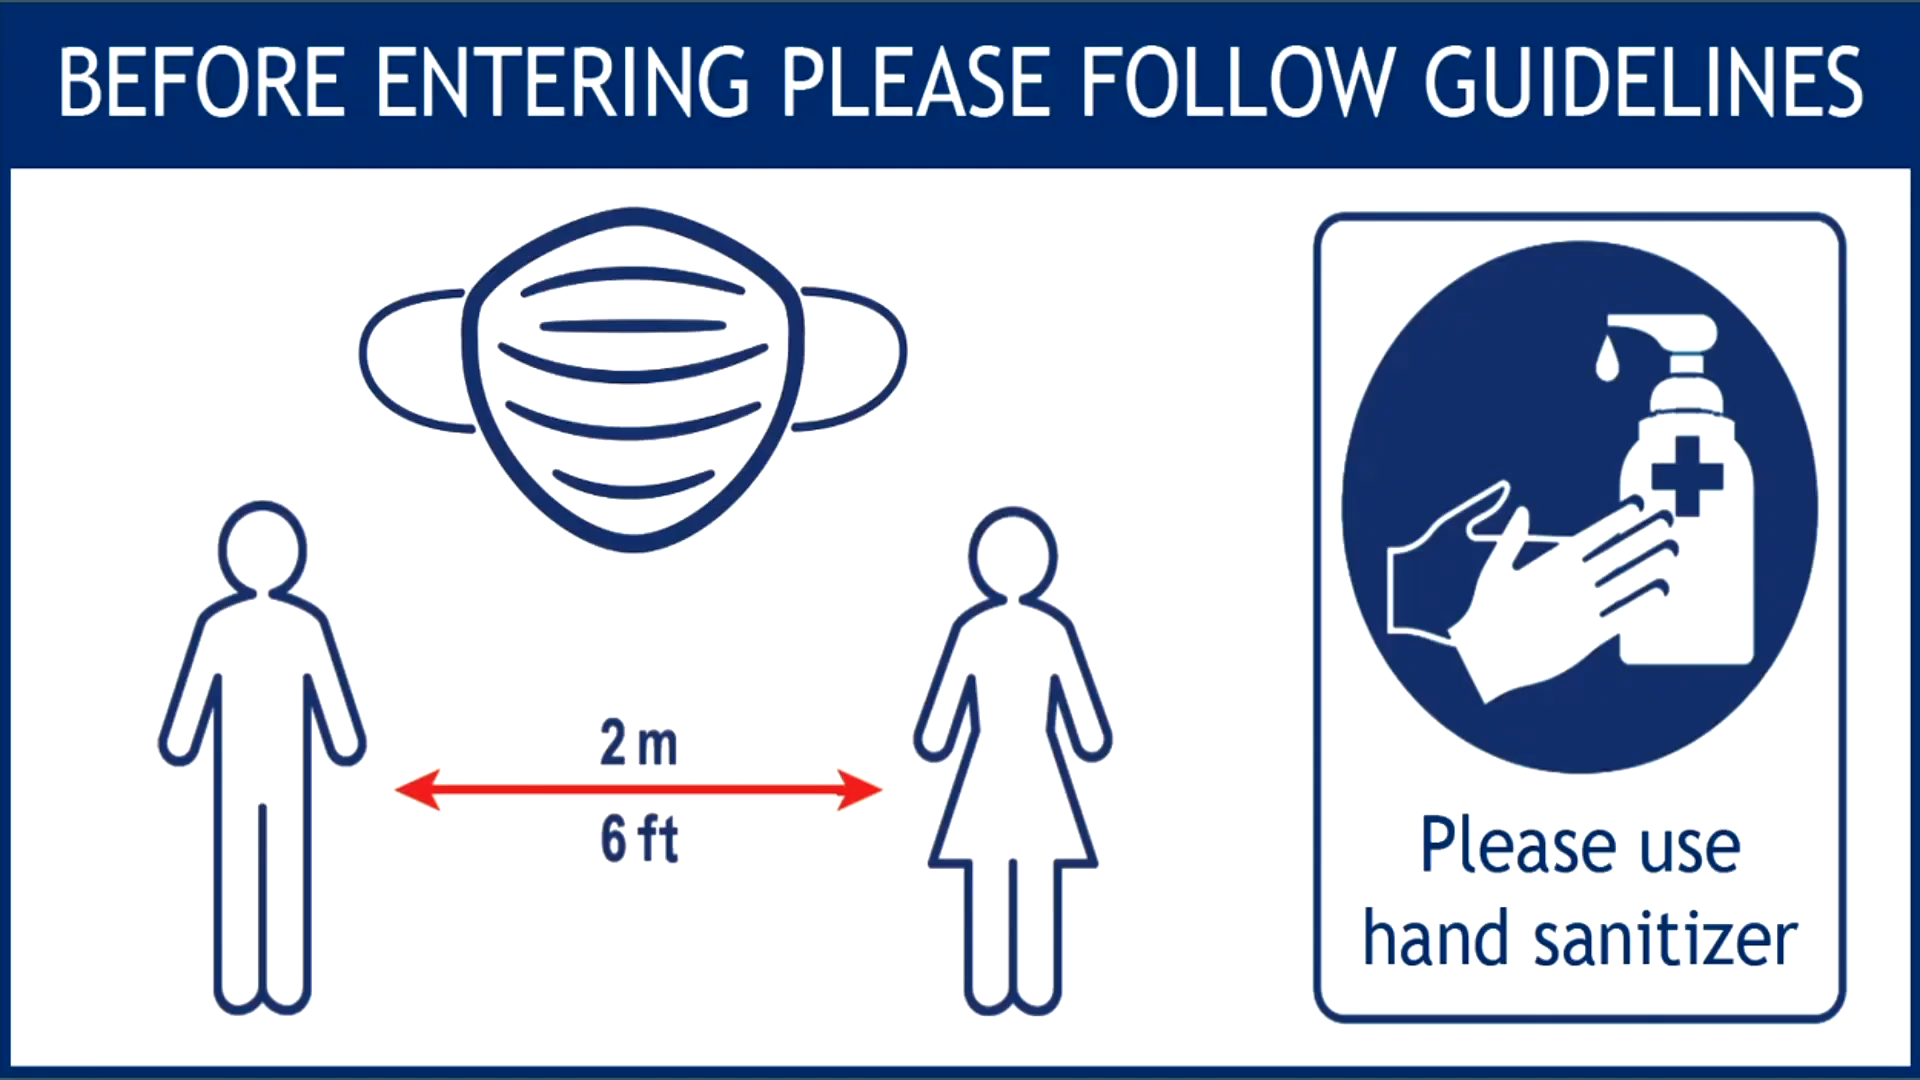 BEFORE ENTERING PLEASE FOLLOW GUIDELINES
2 m
6 ft
Please use
hand sanitizer